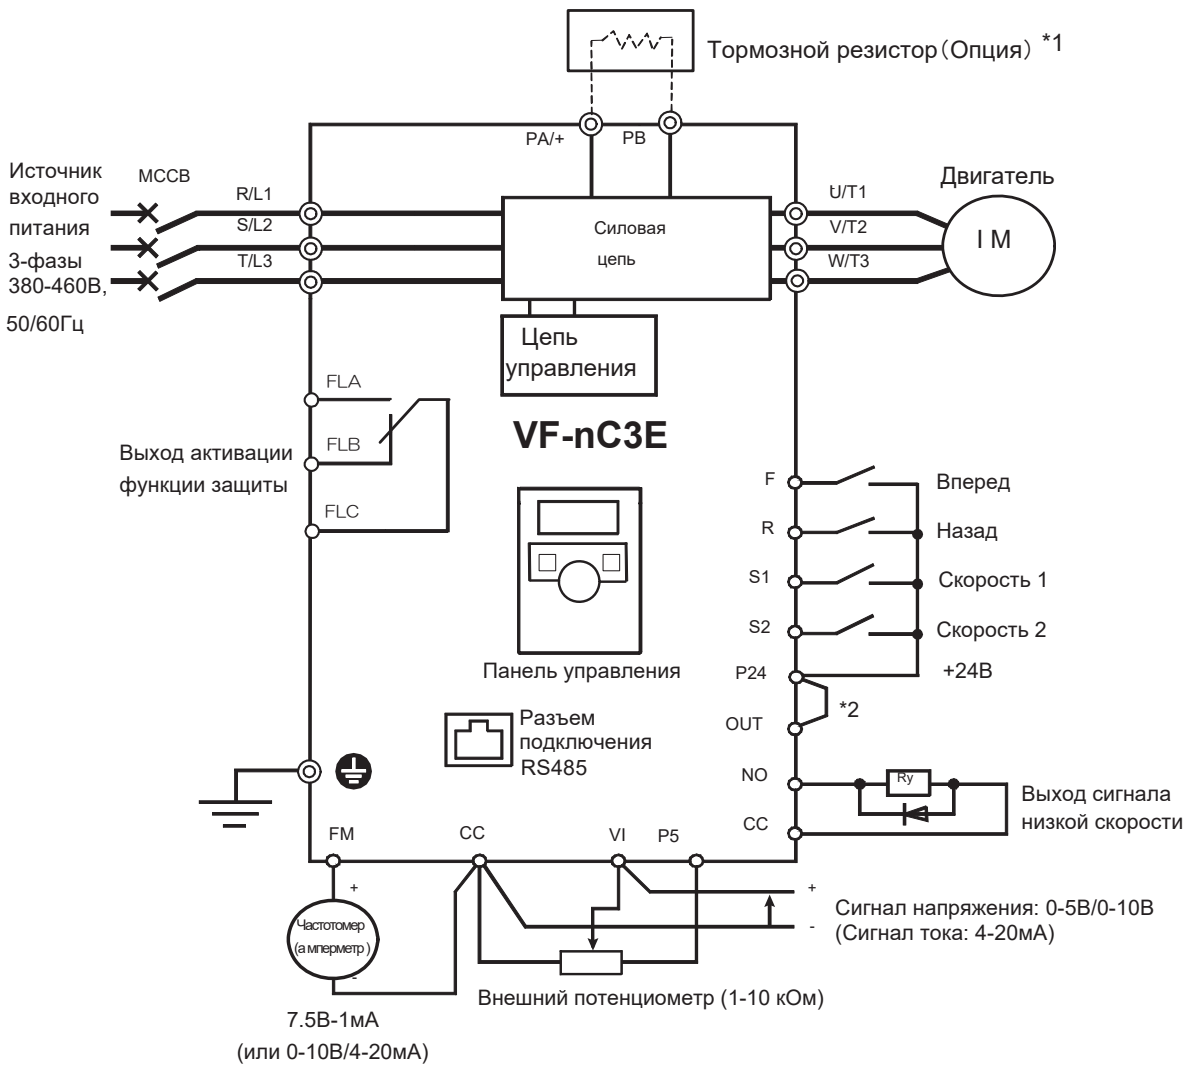 Тормозной резистор (Опция) *1
PA/+
PB
Источник
входного
питания
3-фазы
380-460В,
50/60Гц
MCCB
R/L1
S/L2
T/L3
Силовая
цепь
U/T1
V/T2
W/T3
Двигатель
I M
Цепь
управления
VF-nC3E
FLA
FLB
FLC
Выход активации
функции защиты
Панель управления
Разъем
подключения
RS485
F
Вперед
R
Назад
S1
Скорость 1
S2
Скорость 2
P24
+24В
*2
OUT
NO
Ry
CC
Выход сигнала
низкой скорости
FM
CC
VI
P5
+
Частотомер
(а мперметр )
-
7.5В-1мА
(или 0-10В/4-20мА)
+
-
Сигнал напряжения: 0-5В/0-10В
(Сигнал тока: 4-20мА)
Внешний потенциометр (1-10 кОм)